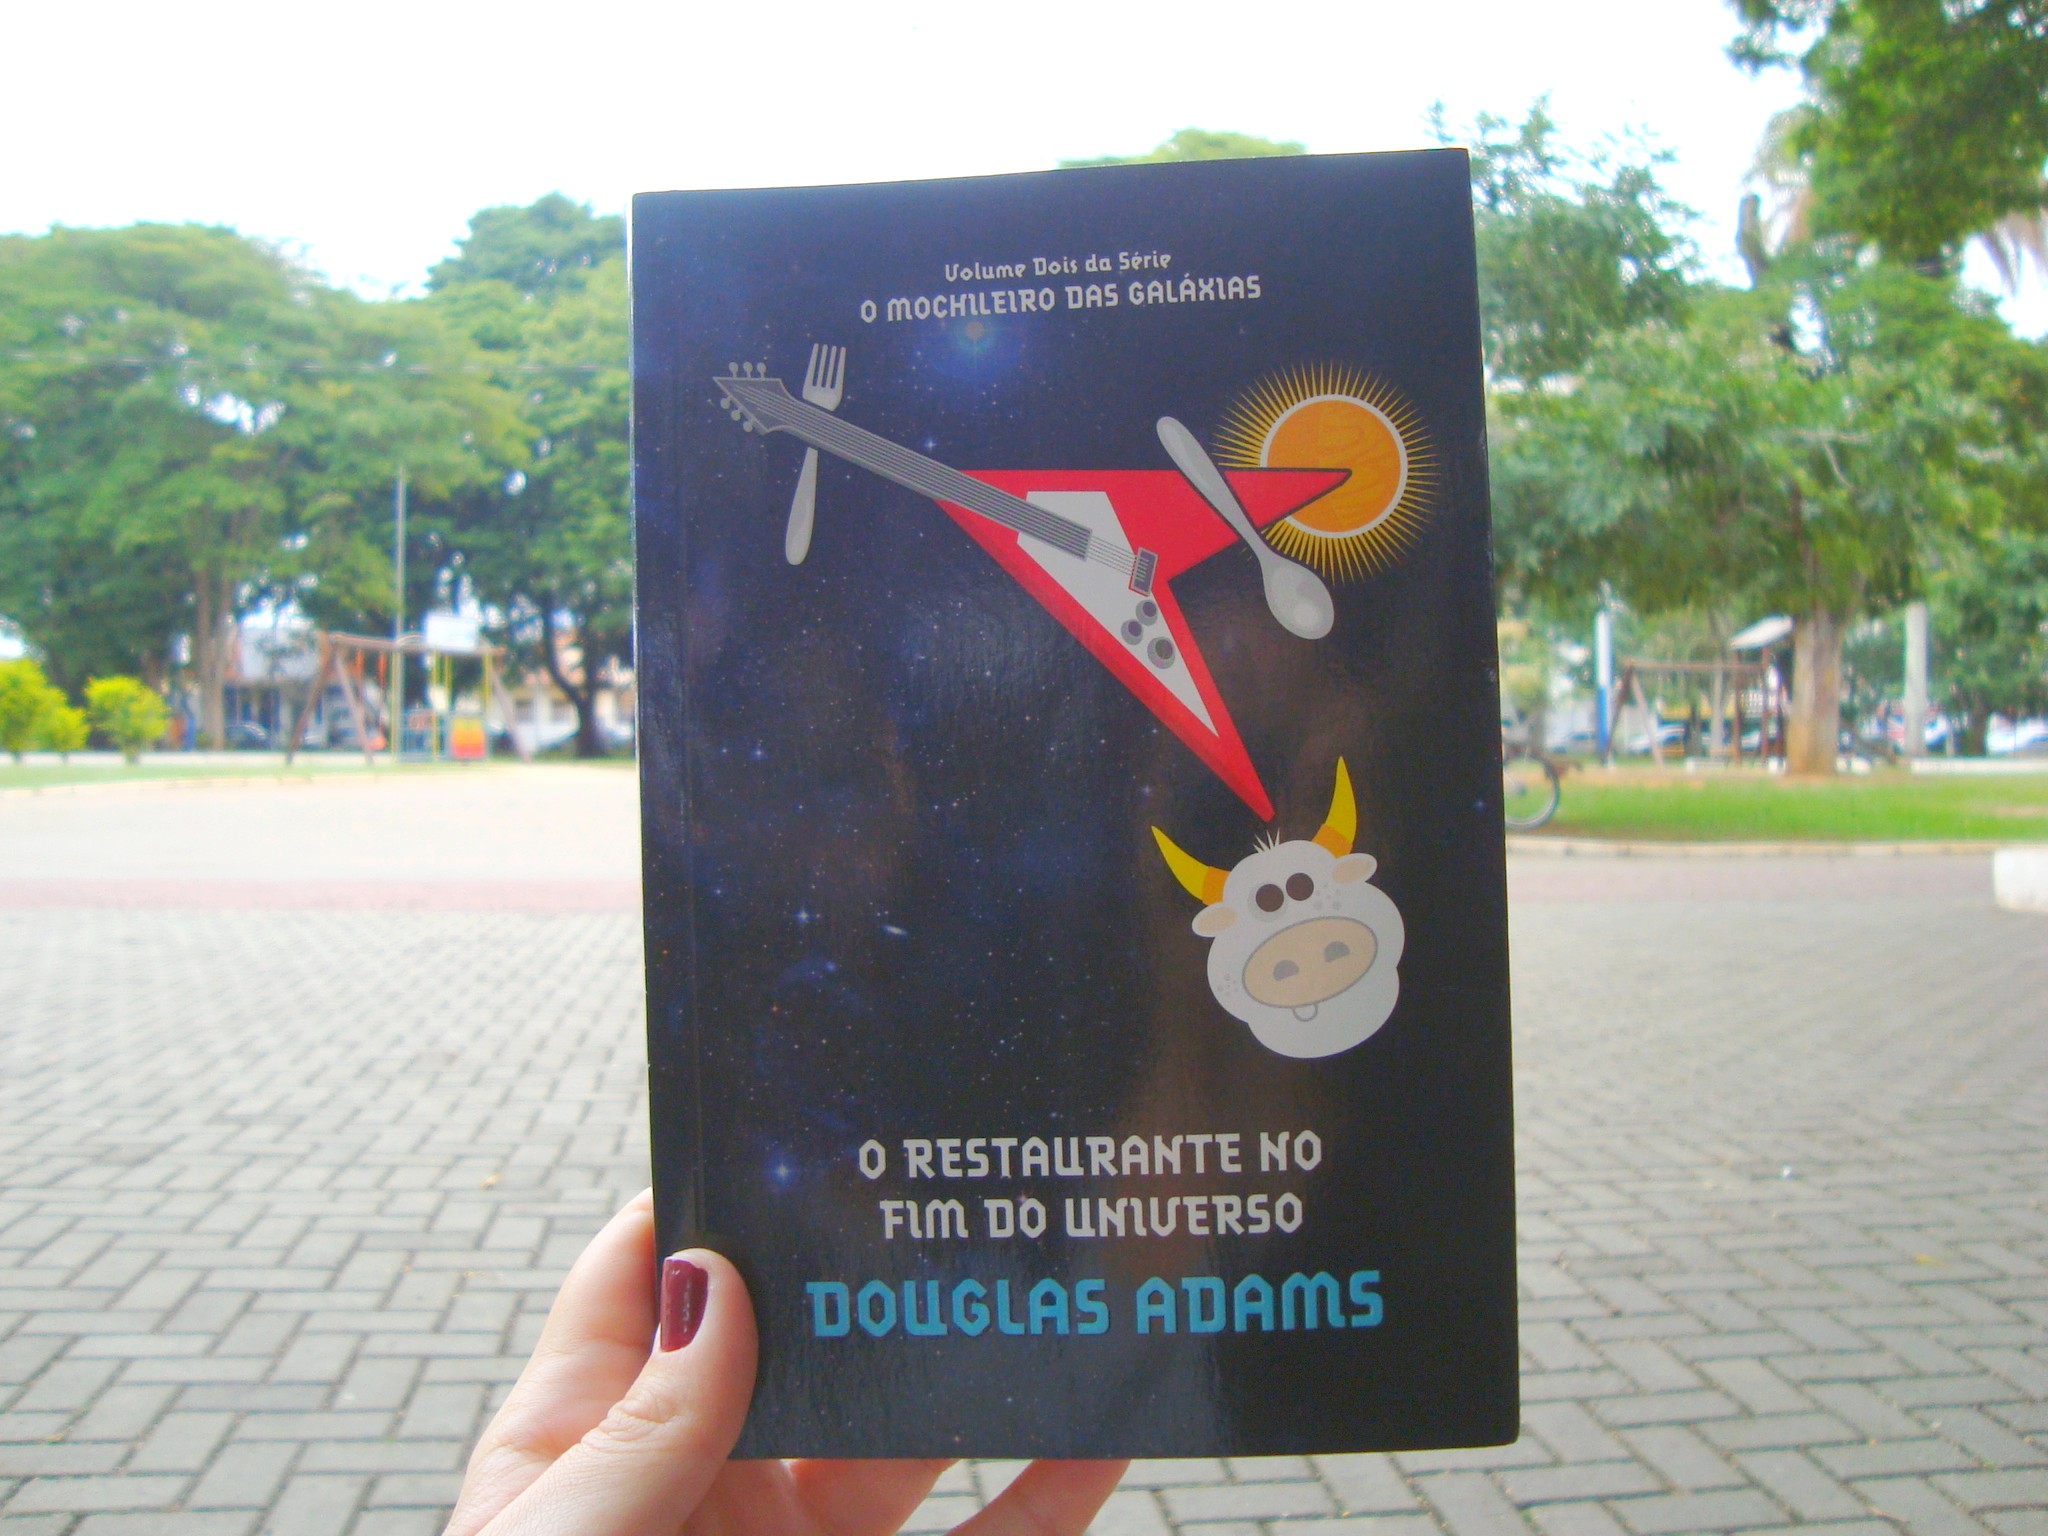 Volume Dois da Série
O MOCHILEIRO DAS GALÁXIAS
O RESTAURANTE NO
FIM DO UNIVERSO
DOUGLAS ADAMS